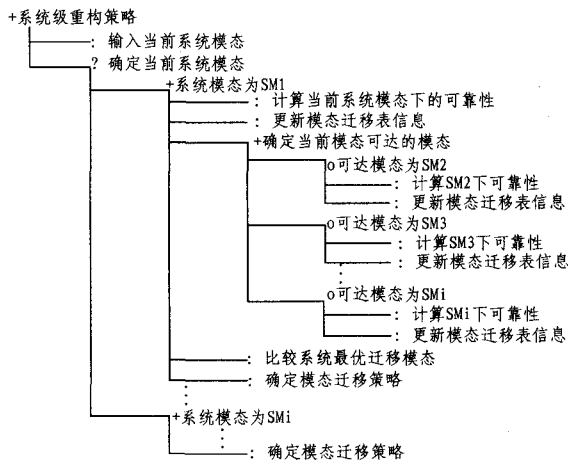 +系统级重构策略
: 输入当前系统模态
? 确定当前系统模态
+系统模态为SM1
: 计算当前系统模态下的可靠性
: 更新模态迁移表信息
+确定当前模态可达的模态
o可达模态为SM2
: 计算SM2下可靠性
: 更新模态迁移表信息
o可达模态为SM3
: 计算SM3下可靠性
: 更新模态迁移表信息
o可达模态为SMi
: 计算SMi下可靠性
: 更新模态迁移表信息
: 比较系统最优迁移模态
: 确定模态迁移策略
+系统模态为SMi
: 确定模态迁移策略